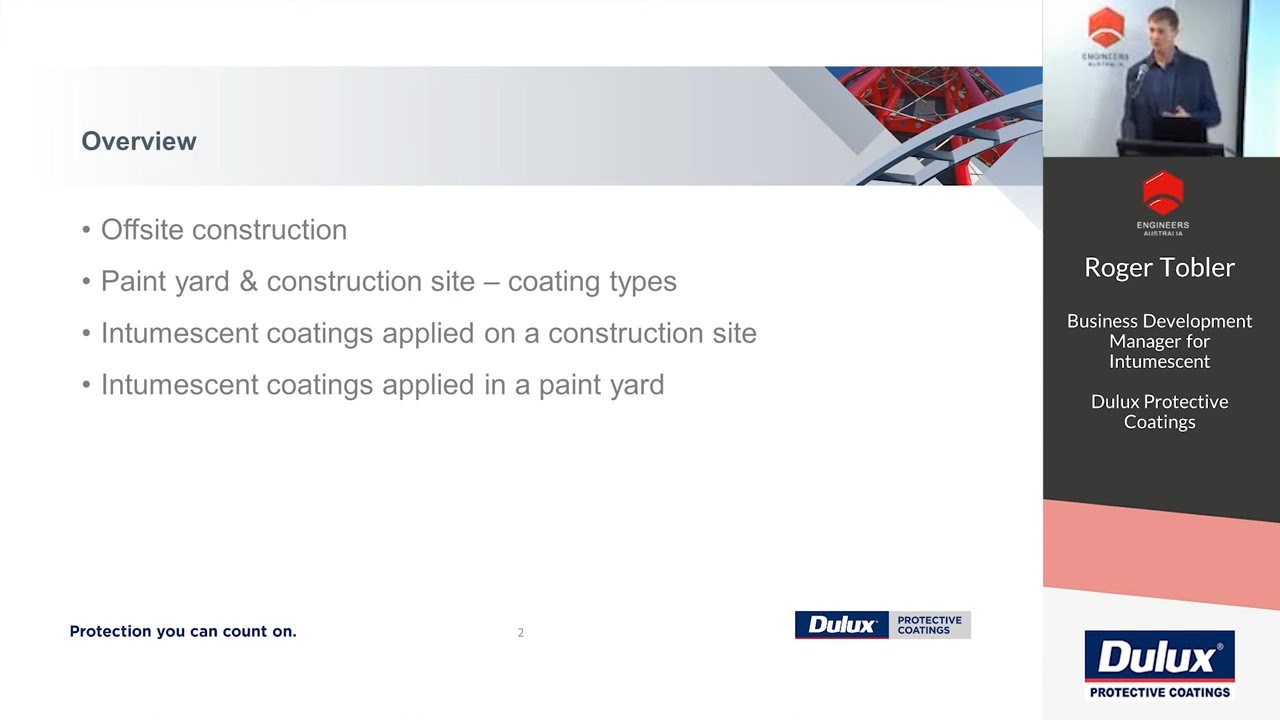 Overview
• Offsite construction
• Paint yard & construction site – coating types
• Intumescent coatings applied on a construction site
• Intumescent coatings applied in a paint yard
Protection you can count on.
2
Dulux
PROTECTIVE
COATINGS
ENGINEERS
AUSTRALIA
ENGINEERS
AUSTRALIA
Roger Tobler
Business Development
Manager for
Intumescent
Dulux Protective
Coatings
Dulux®
PROTECTIVE COATINGS